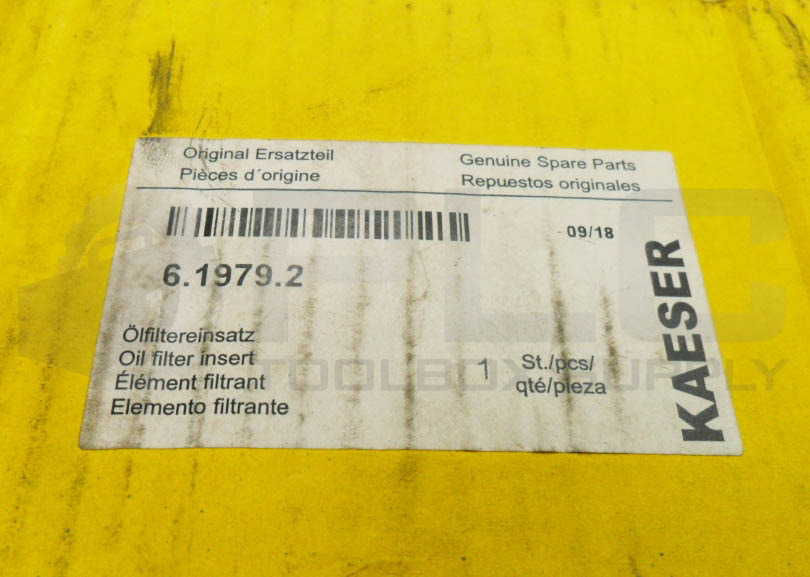 Original Ersatzteil
Pièces d´origine
Genuine Spare Parts
Repuestos originales
09/18
6.1979.2
KAESER
Ölfiltereinsatz
Oil filter insert
Élément filtrant
Elemento filtrante
1
St./pcs/
qté/pieza
PLC
TOOLBOX SUPPLY